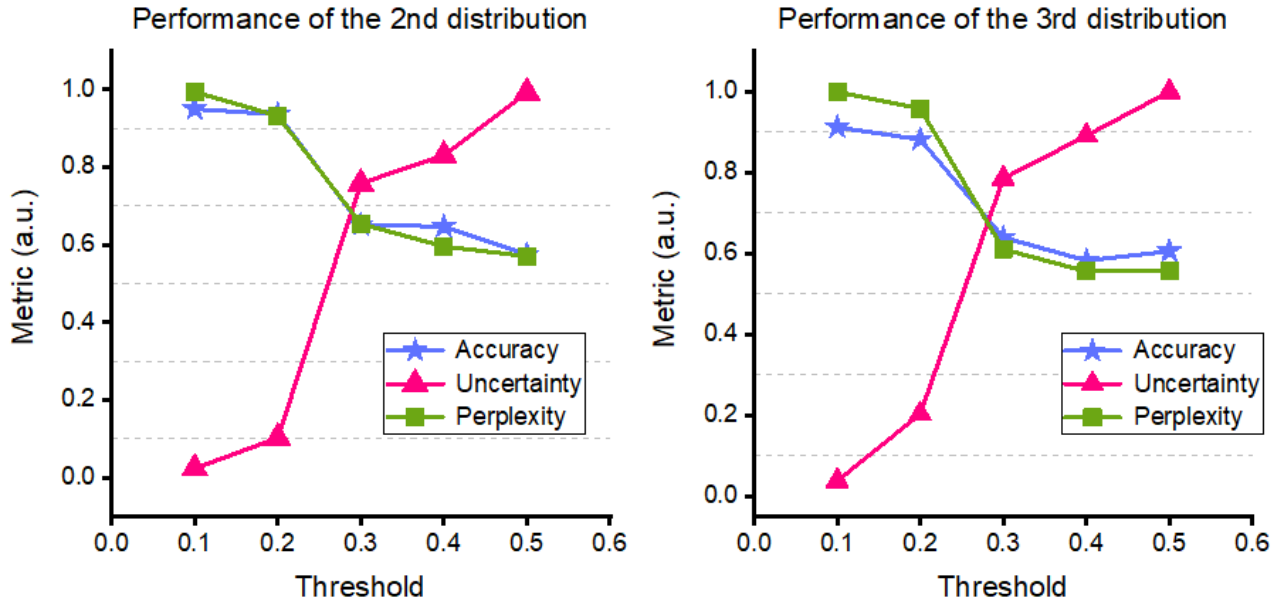 Performance of the 2nd distribution
1.0
0.8
0.6
0.4
0.2
0.0
Metric (a.u.)
Accuracy
Uncertainty
Perplexity
0.0 0.1 0.2 0.3 0.4 0.5 0.6
Threshold
Performance of the 3rd distribution
1.0
0.8
0.6
0.4
0.2
0.0
Metric (a.u.)
Accuracy
Uncertainty
Perplexity
0.0 0.1 0.2 0.3 0.4 0.5 0.6
Threshold